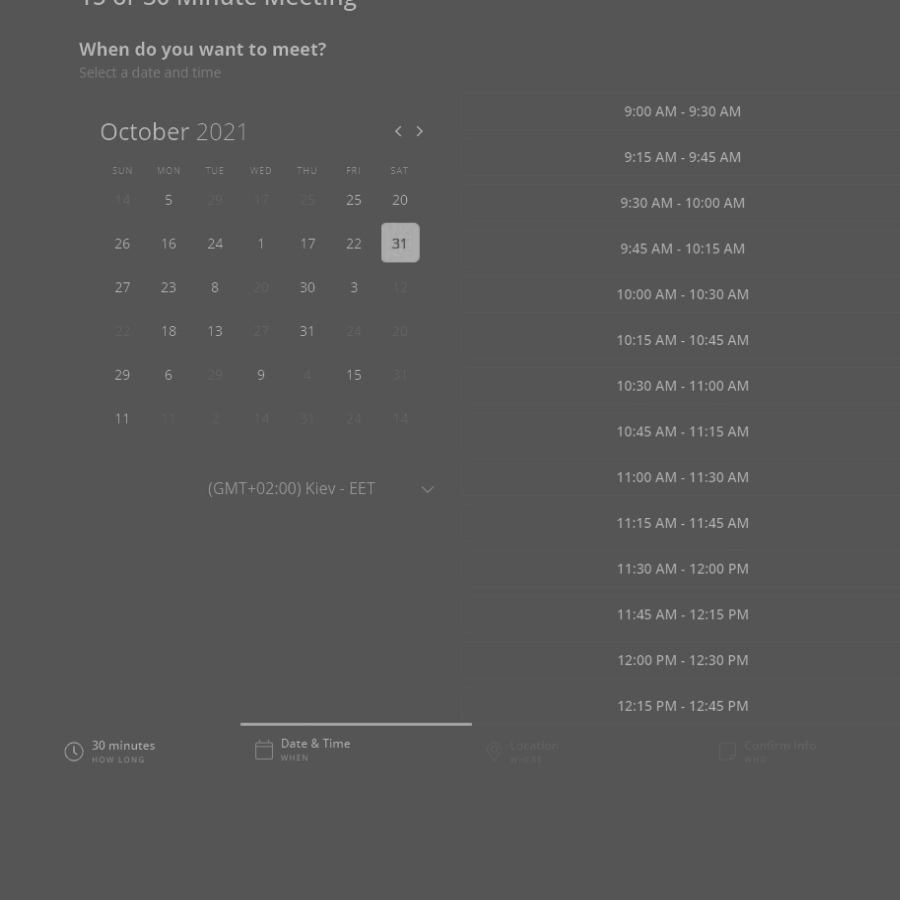 15 or 30 Minute Meeting
When do you want to meet?
Select a date and time
October 2021
SUN MON TUE WED THU FRI SAT
14 5 29 17 25 25 20
26 16 24 1 17 22 31
27 23 8 20 30 3 12
22 18 13 27 31 24 20
29 6 29 9 4 15 31
11 11 2 14 31 24 14
(GMT+02:00) Kiev - EET
9:00 AM - 9:30 AM
9:15 AM - 9:45 AM
9:30 AM - 10:00 AM
9:45 AM - 10:15 AM
10:00 AM - 10:30 AM
10:15 AM - 10:45 AM
10:30 AM - 11:00 AM
10:45 AM - 11:15 AM
11:00 AM - 11:30 AM
11:15 AM - 11:45 AM
11:30 AM - 12:00 PM
11:45 AM - 12:15 PM
12:00 PM - 12:30 PM
12:15 PM - 12:45 PM
30 minutes
HOW LONG
Date & Time
WHEN
Location
WHERE
Confirm Info
WHO